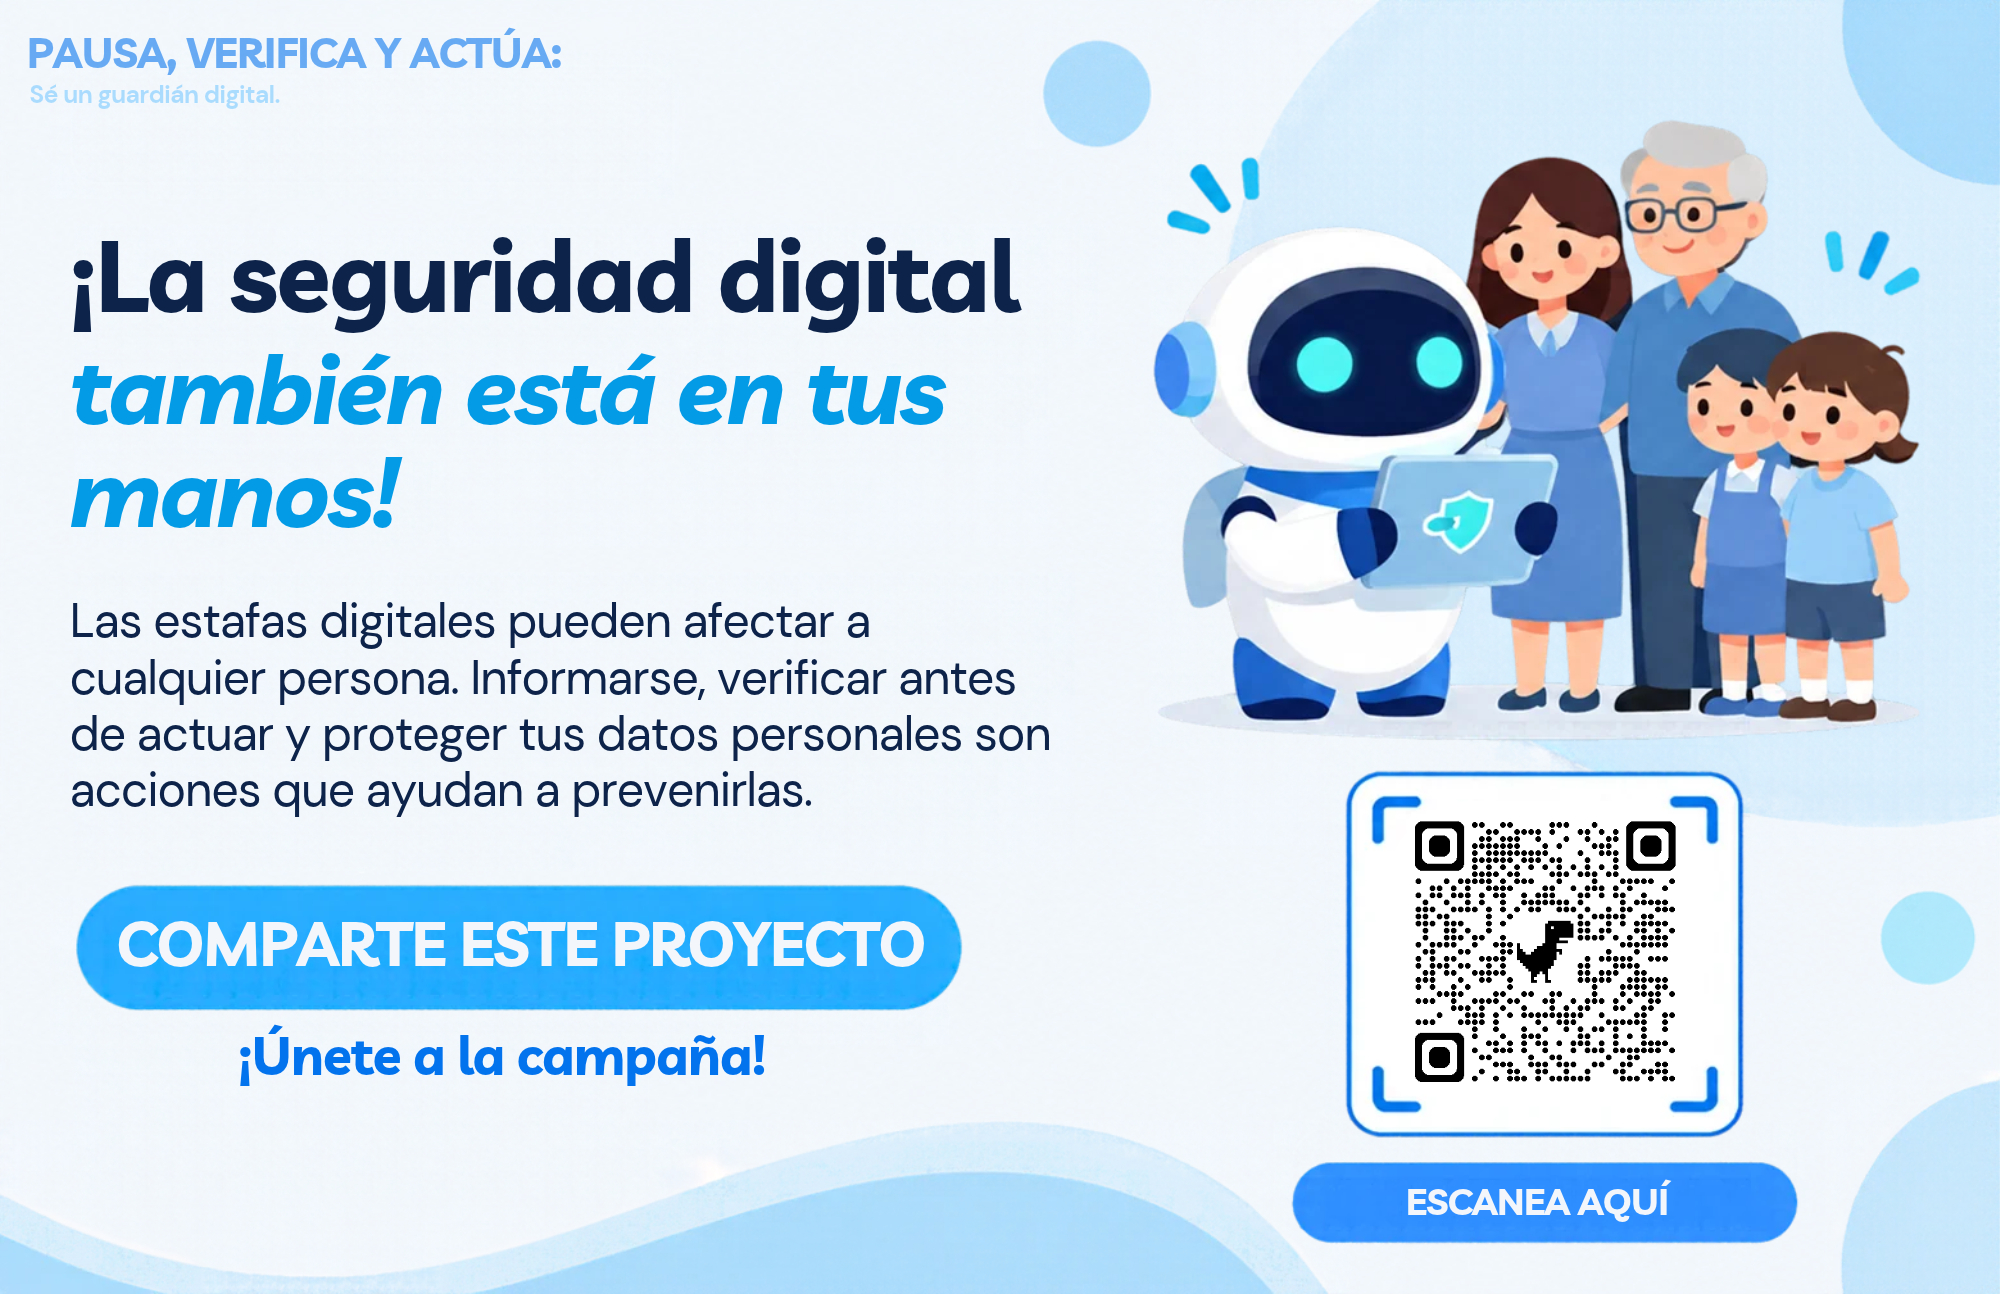 PAUSA, VERIFICA Y ACTÚA:
Sé un guardián digital.
¡La seguridad digital
también está en tus
manos!
Las estafas digitales pueden afectar a
cualquier persona. Informarse, verificar antes
de actuar y proteger tus datos personales son
acciones que ayudan a prevenirlas.
COMPARTE ESTE PROYECTO
¡Únete a la campaña!
ESCANEA AQUÍ